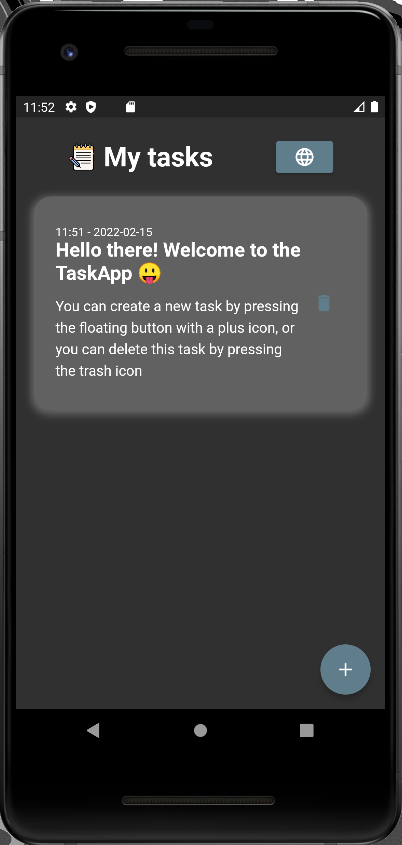 11:52
My tasks
11:51 - 2022-02-15
Hello there! Welcome to the
TaskApp 😛
You can create a new task by pressing
the floating button with a plus icon, or
you can delete this task by pressing
the trash icon